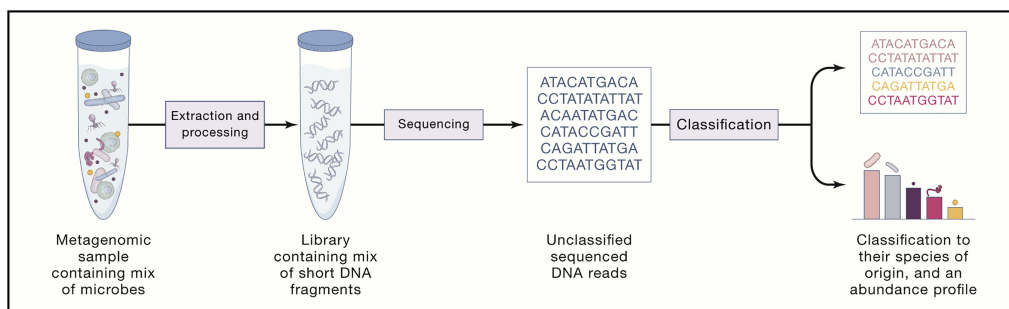 Metagenomic
sample
containing mix
of microbes
Extraction and
processing
Library
containing mix
of short DNA
fragments
Sequencing
ATACATGACA
CCTATATATTAT
ACAATATGAC
CATACCGATT
CAGATTATGA
CCTAATGGTAT
Unclassified
sequenced
DNA reads
Classification
ATACATGACA
CCTATATATTAT
CATACCGATT
CAGATTATGA
CCTAATGGTAT
Classification to
their species of
origin, and an
abundance profile